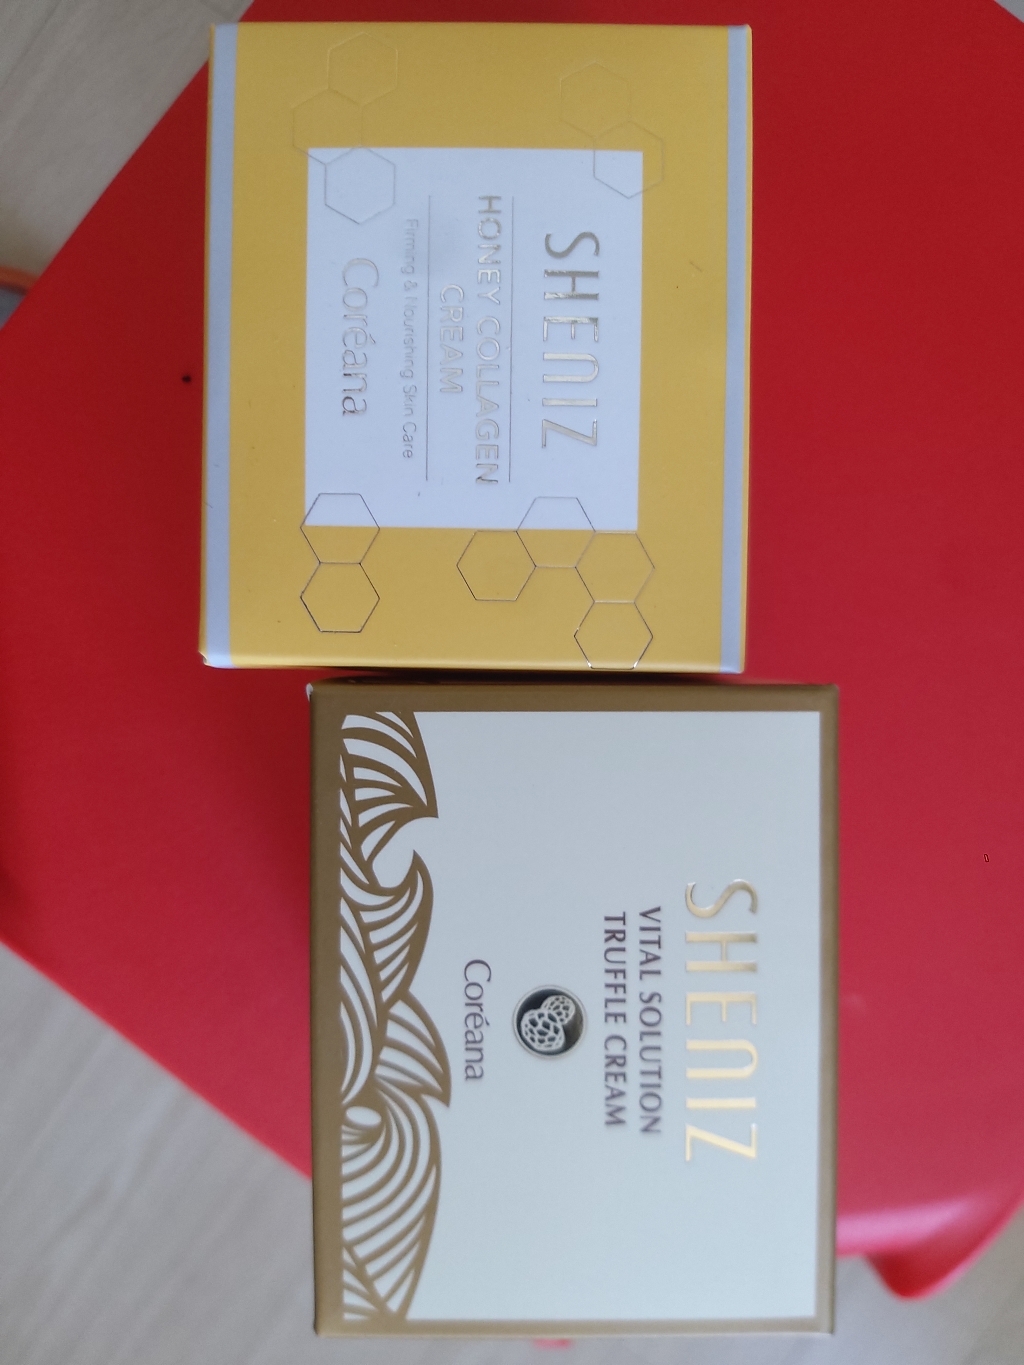 SHENIZ
HONEY COLLAGEN
CREAM
Firming & Nourishing Skin Care
Coréana
SHENIZ
VITAL SOLUTION
TRUFFLE CREAM
Coréana